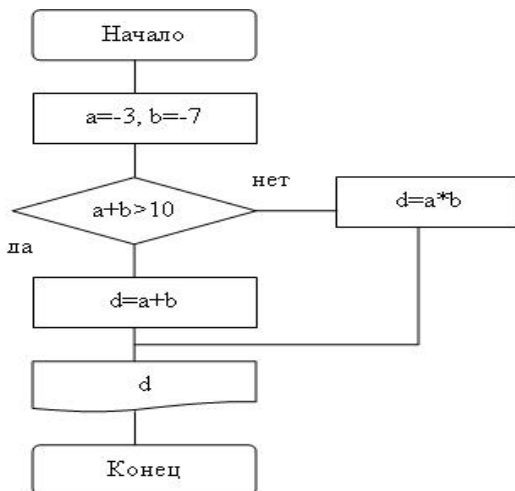 Начало
a=-3, b=-7
нет
a+b>10
d=a*b
да
d=a+b
d
Конец